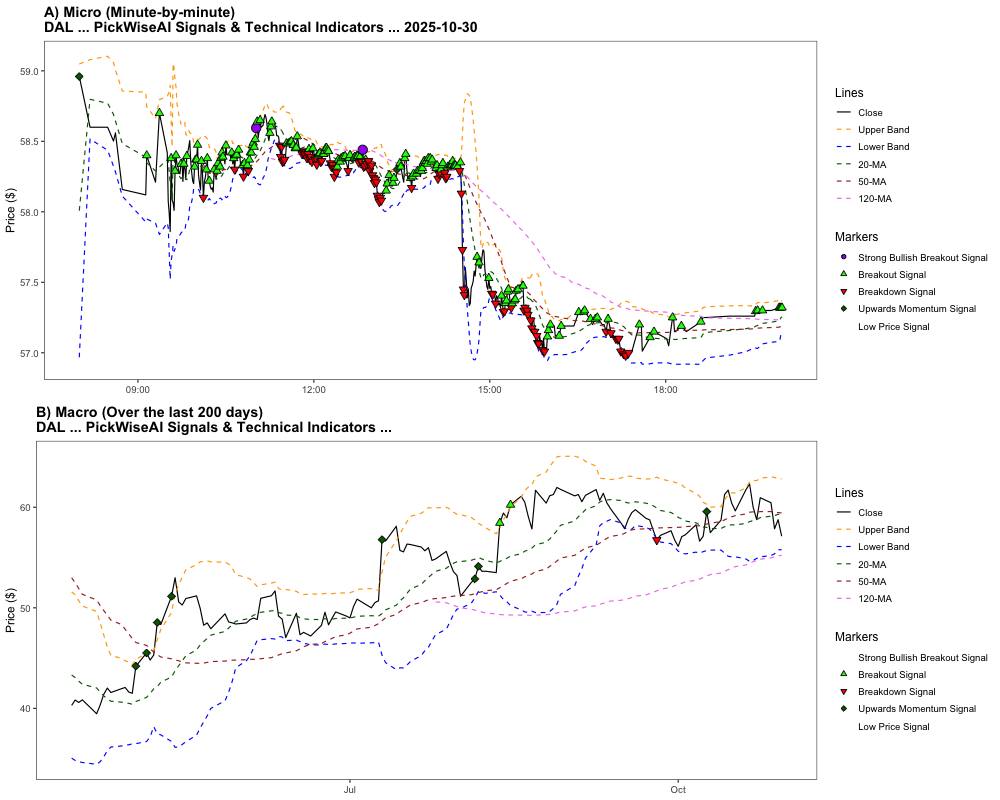 A) Micro (Minute-by-minute)
DAL ... PickWiseAI Signals & Technical Indicators ... 2025-10-30
Price ($)
59.0
58.5
58.0
57.5
57.0
09:00
12:00
15:00
18:00
Lines
Close
Upper Band
Lower Band
20-MA
50-MA
120-MA
Markers
Strong Bullish Breakout Signal
Breakout Signal
Breakdown Signal
Upwards Momentum Signal
Low Price Signal
B) Macro (Over the last 200 days)
DAL ... PickWiseAI Signals & Technical Indicators ...
Price ($)
60
50
40
Jul
Oct
Lines
Close
Upper Band
Lower Band
20-MA
50-MA
120-MA
Markers
Strong Bullish Breakout Signal
Breakout Signal
Breakdown Signal
Upwards Momentum Signal
Low Price Signal